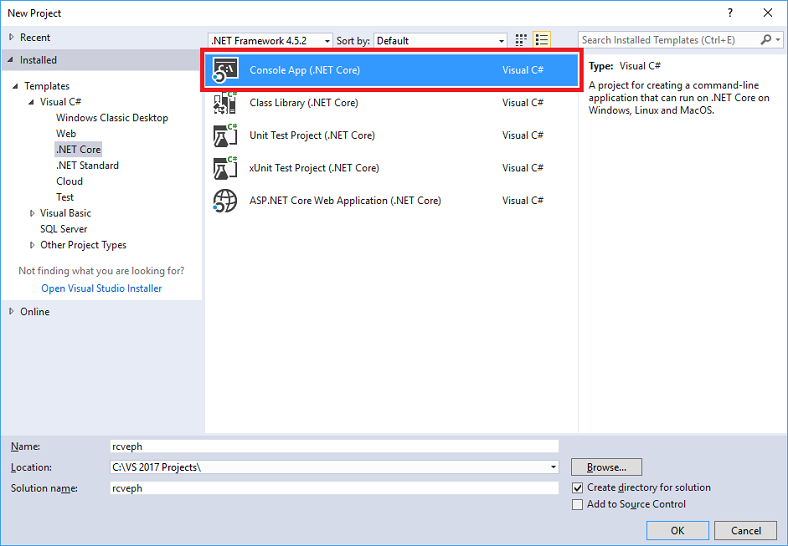 New Project
? 
Recent
.NET Framework 4.5.2 Sort by: Default
Search Installed Templates (Ctrl+E)
Installed
Templates
Visual C#
Windows Classic Desktop
Web
.NET Core
.NET Standard
Cloud
Test
Visual Basic
SQL Server
Other Project Types
Not finding what you are looking for?
Open Visual Studio Installer
Online
C:\ Console App (.NET Core) Visual C#
C# Class Library (.NET Core) Visual C#
C# Unit Test Project (.NET Core) Visual C#
C# xUnit Test Project (.NET Core) Visual C#
ASP.NET Core Web Application (.NET Core) Visual C#
Type: Visual C#
A project for creating a command-line
application that can run on .NET Core on
Windows, Linux and MacOS.
Name: rcveph
Location: C:\VS 2017 Projects\ Browse...
Solution name: rcveph
Create directory for solution
Add to Source Control
OK Cancel